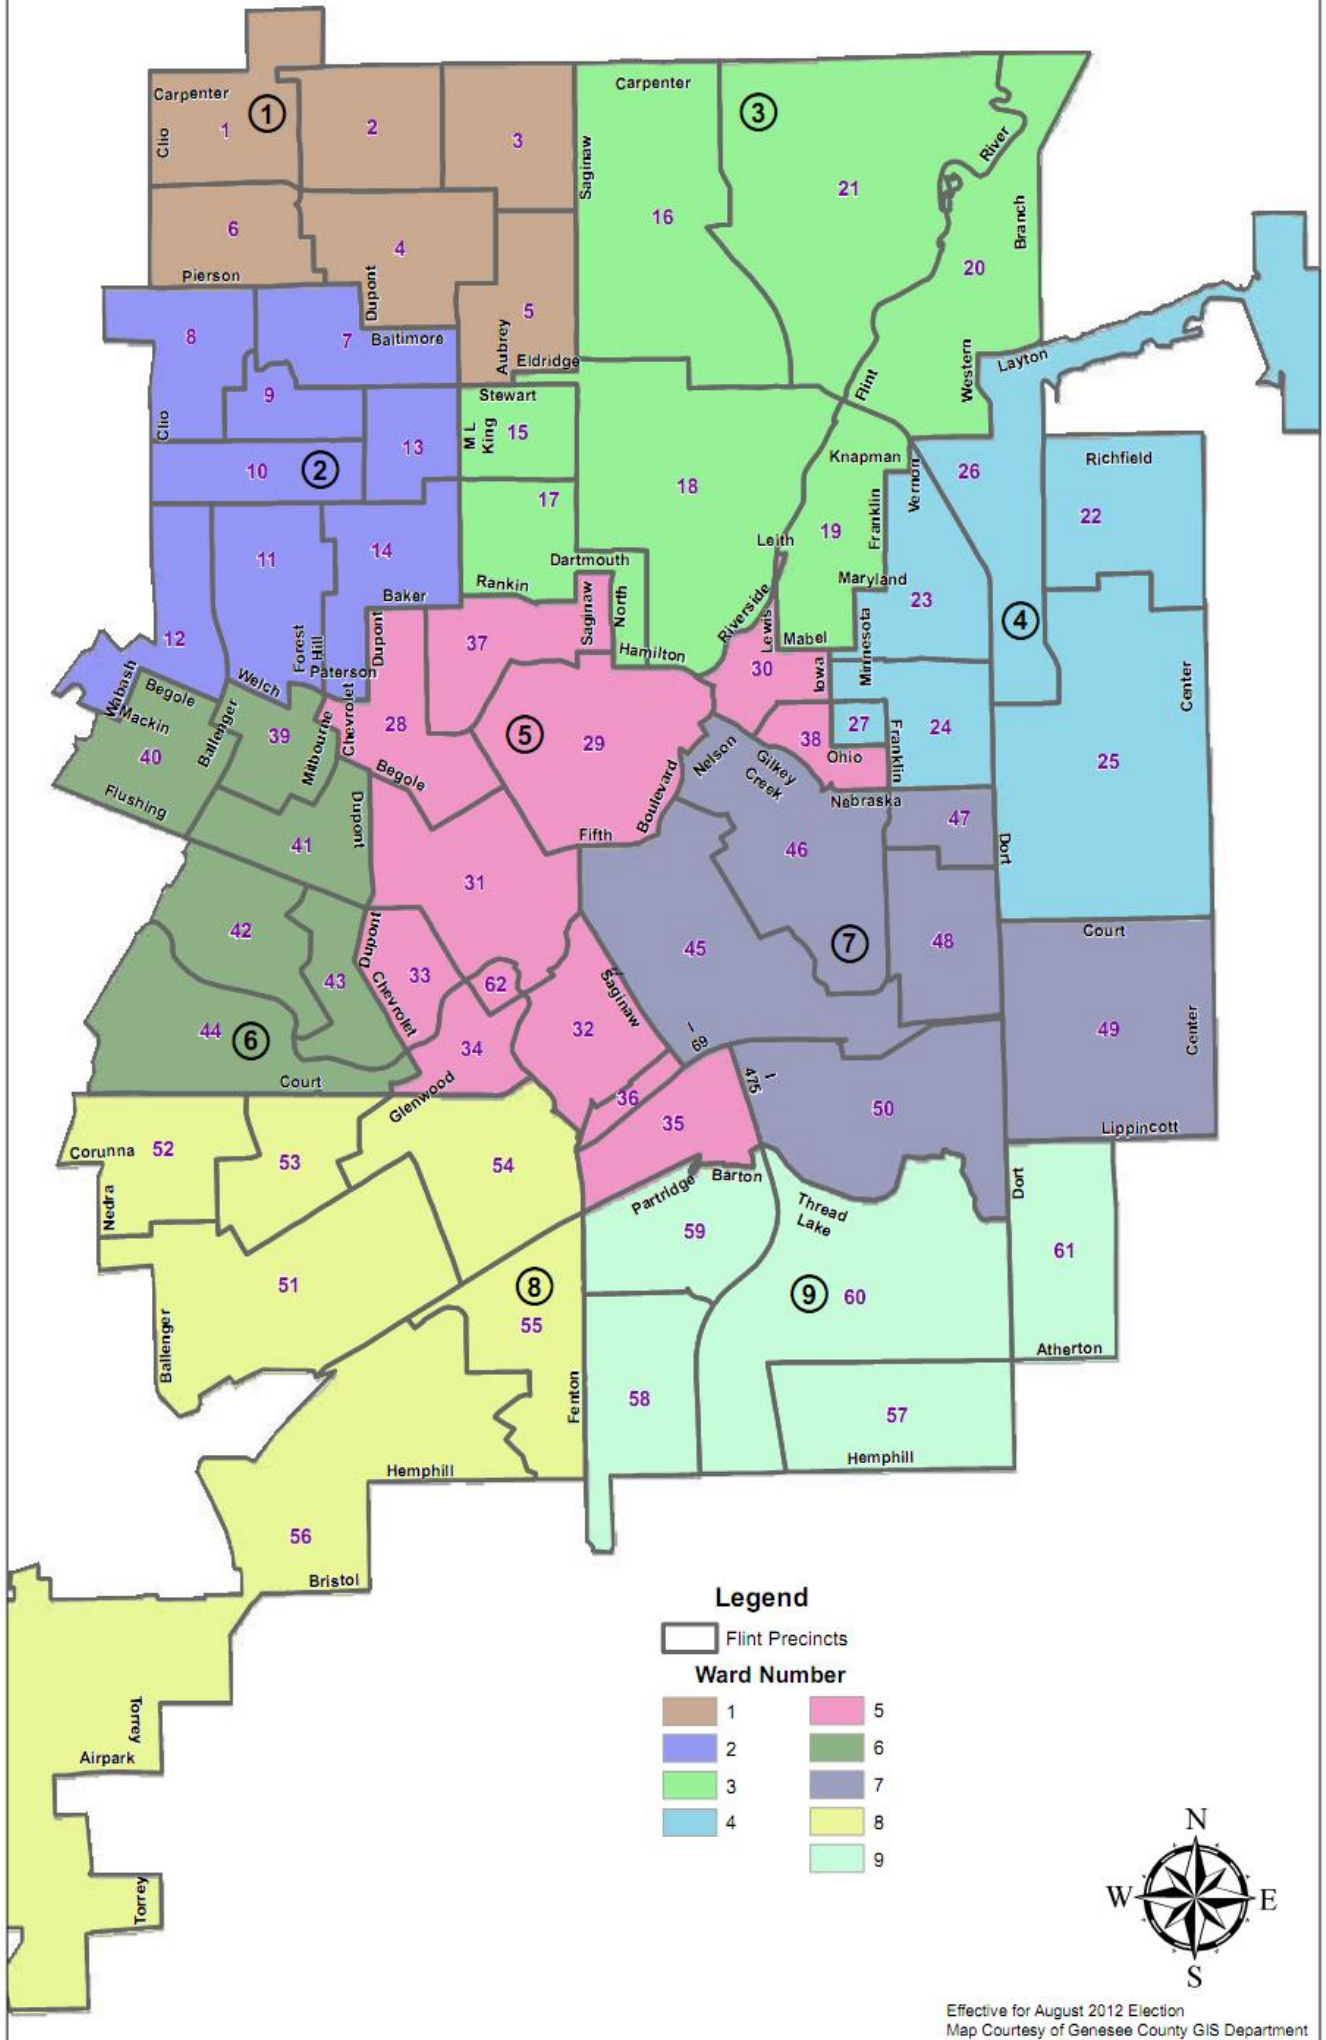 Carpenter
Carpenter
1
3
Clio
1
2
3
Saginaw
River
21
16
Branch
6
4
20
Pierson
Dupont
5
8
7
Baltimore
Aubrey
Eldridge
Western
Layton
Flint
9
Stewart
Clio
M L
King
15
13
Knapman
Richfield
10
2
26
Vernon
18
17
22
Franklin
19
Leith
11
14
Dartmouth
Rankin
Maryland
Baker
Saginaw
North
Riverside
23
4
12
Forest
Hill
Dupont
37
Lewis
Mabel
Minnesota
Hamilton
30
Iowa
Paterson
Wabash
Begole
Welch
Center
Mackin
Ballenger
39
Milbourne
Chevrolet
28
5
29
38
27
Franklin
24
40
Nelson
Gilkey
Creek
Ohio
25
Begole
Flushing
Dupont
Boulevard
Nebraska
47
41
Fifth
46
Dort
31
42
Dupont
7
48
Court
45
43
33
62
Saginaw
Chevrolet
44
6
32
I
69
49
Center
34
Court
Glenwood
36
I
475
50
35
Lippincott
Corunna
52
53
54
Barton
Partridge
Dort
Nedra
Thread
Lake
59
61
51
8
9
60
55
Ballenger
Atherton
Fenton
58
57
Hemphill
Hemphill
56
Bristol
Legend
Flint Precincts
Ward Number
1
5
2
6
3
7
4
8
9
Torrey
Airpark
Torrey
N
W
E
S
Effective for August 2012 Election
Map Courtesy of Genesee County GIS Department